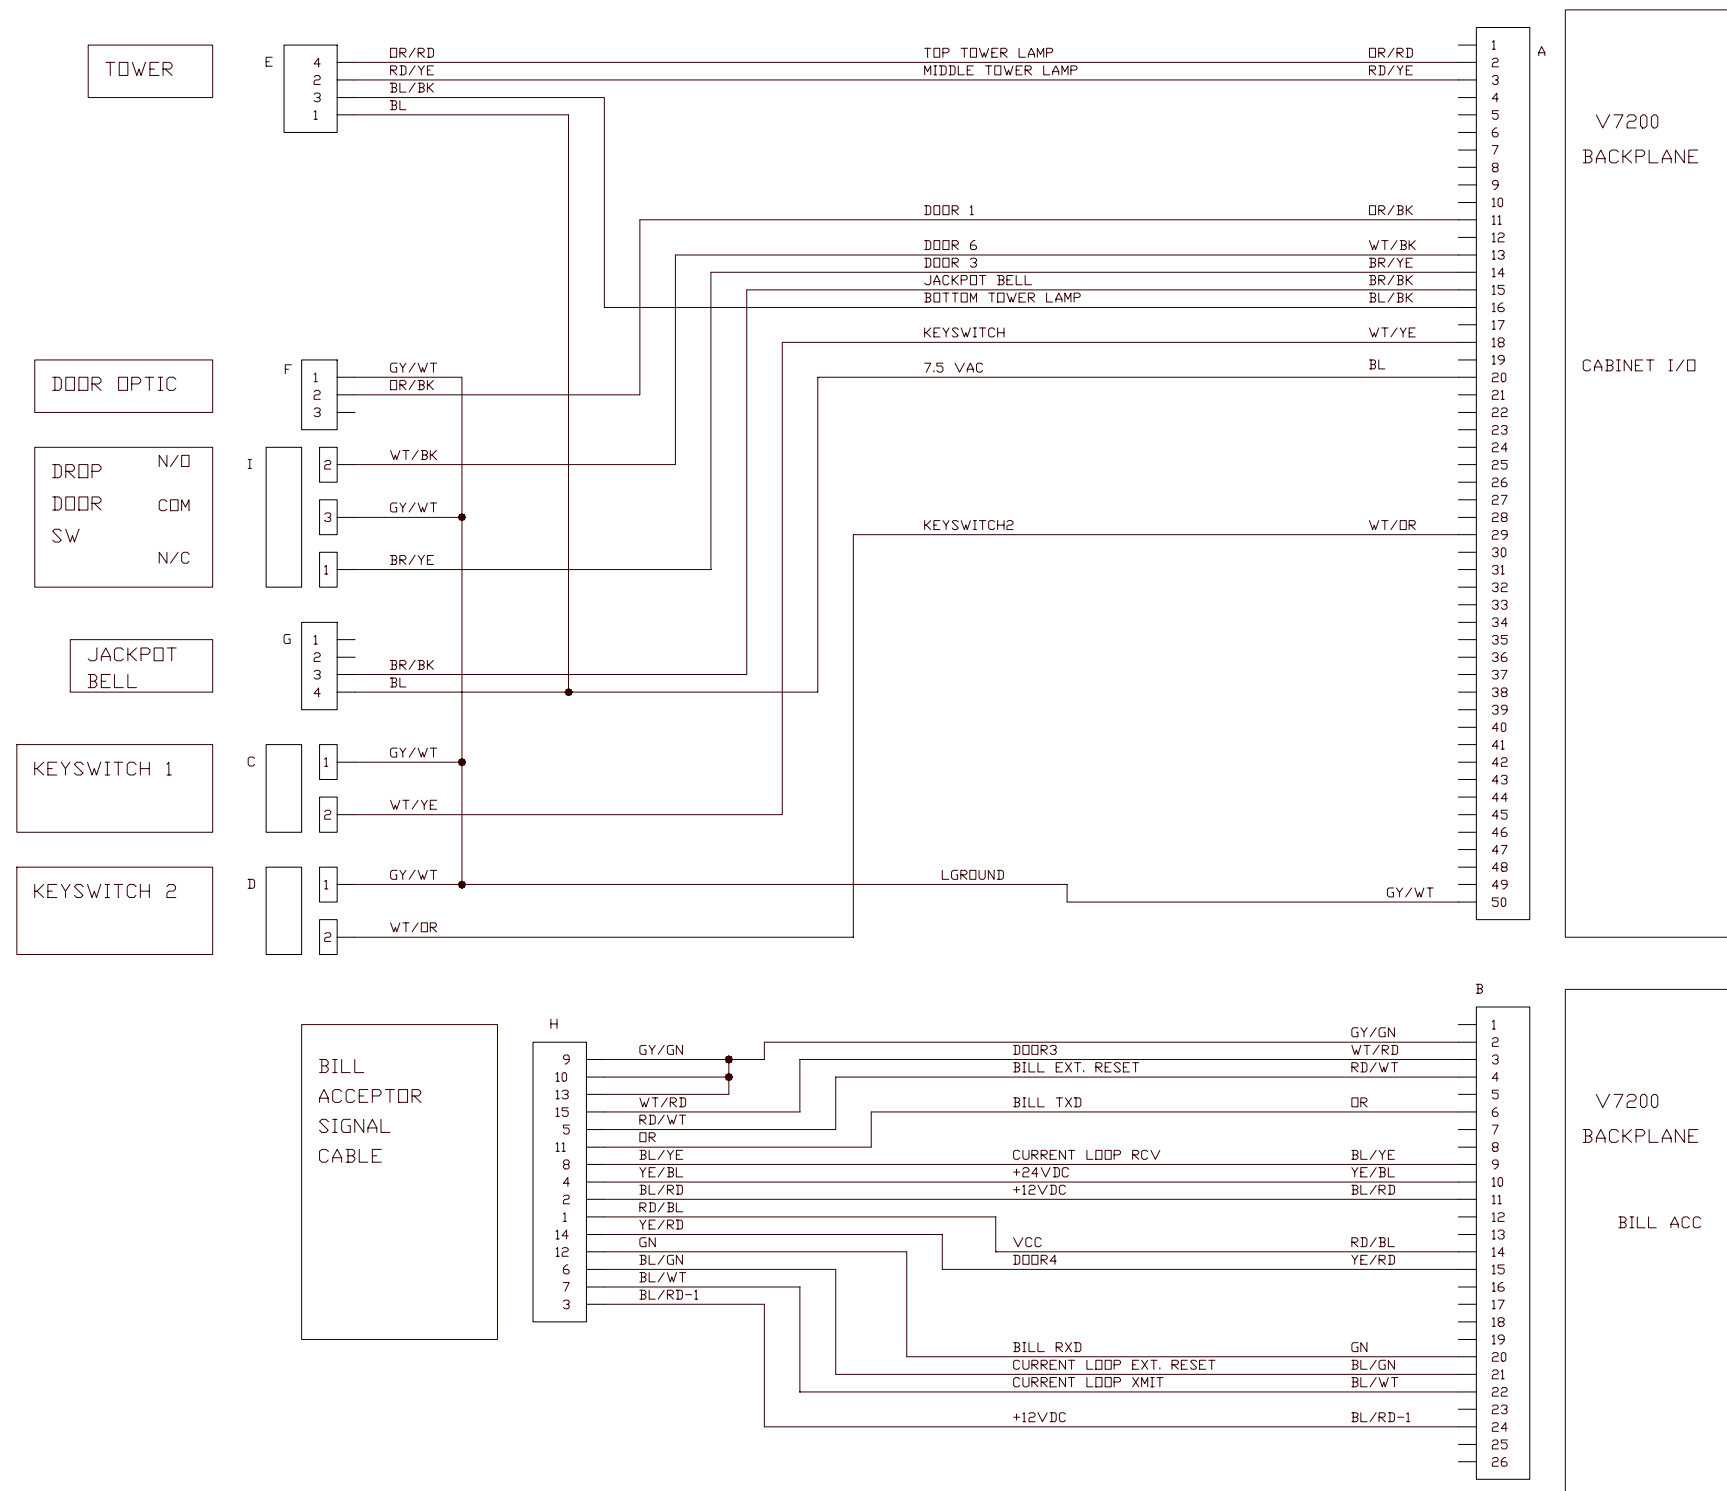 TOWER
E
4
2
3
1
OR/RD
RD/YE
BL/BK
BL
TOP TOWER LAMP
MIDDLE TOWER LAMP
OR/RD
RD/YE
DOOR 1
OR/BK
DOOR 6
WT/BK
DOOR 3
BR/YE
JACKPOT BELL
BR/BK
BOTTOM TOWER LAMP
BL/BK
KEYSWITCH
WT/YE
7.5 VAC
BL
KEYSWITCH2
WT/OR
LGROUND
GY/WT
DOOR OPTIC
F
1
2
3
GY/WT
OR/BK
DROP
DOOR
SW
N/O
COM
N/C
I
2
3
1
WT/BK
GY/WT
BR/YE
JACKPOT
BELL
G
1
2
3
4
BR/BK
BL
KEYSWITCH 1
C
1
2
GY/WT
WT/YE
KEYSWITCH 2
D
1
2
GY/WT
WT/OR
A
1
2
3
4
5
6
7
8
9
10
11
12
13
14
15
16
17
18
19
20
21
22
23
24
25
26
27
28
29
30
31
32
33
34
35
36
37
38
39
40
41
42
43
44
45
46
47
48
49
50
V7200
BACKPLANE
CABINET I/O
BILL
ACCEPTOR
SIGNAL
CABLE
H
9
10
13
15
5
11
8
4
2
1
14
12
6
7
3
GY/GN
WT/RD
RD/WT
OR
BL/YE
YE/BL
BL/RD
RD/BL
YE/RD
GN
BL/GN
BL/WT
BL/RD-1
GY/GN
DOOR3
WT/RD
BILL EXT. RESET
RD/WT
BILL TXD
OR
CURRENT LOOP RCV
BL/YE
+24VDC
YE/BL
+12VDC
BL/RD
VCC
RD/BL
DOOR4
YE/RD
BILL RXD
GN
CURRENT LOOP EXT. RESET
BL/GN
CURRENT LOOP XMIT
BL/WT
+12VDC
BL/RD-1
B
1
2
3
4
5
6
7
8
9
10
11
12
13
14
15
16
17
18
19
20
21
22
23
24
25
26
V7200
BACKPLANE
BILL ACC